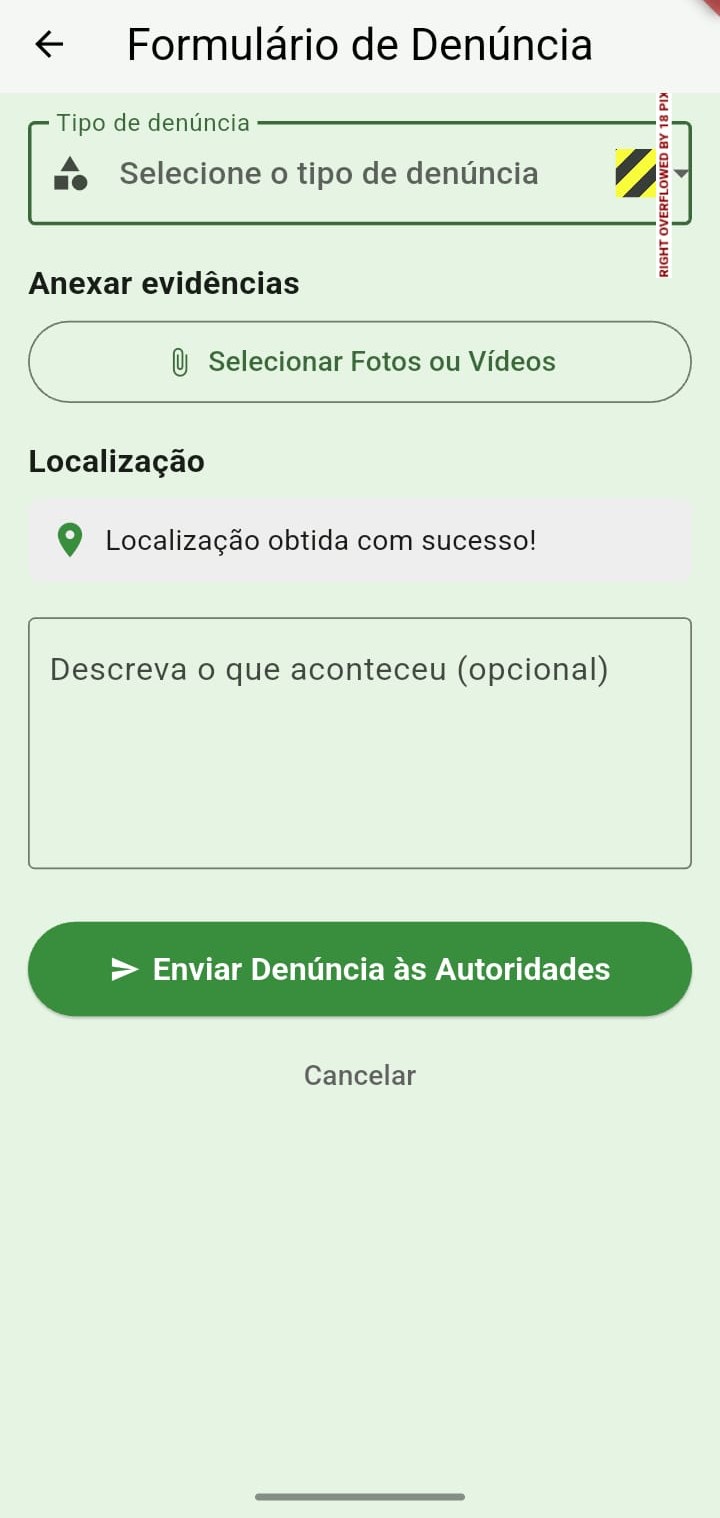 Formulário de Denúncia
Tipo de denúncia
Selecione o tipo de denúncia
RIGHT OVERFLOWED BY 18 PIX
Anexar evidências
Selecionar Fotos ou Vídeos
Localização
Localização obtida com sucesso!
Descreva o que aconteceu (opcional)
Enviar Denúncia às Autoridades
Cancelar